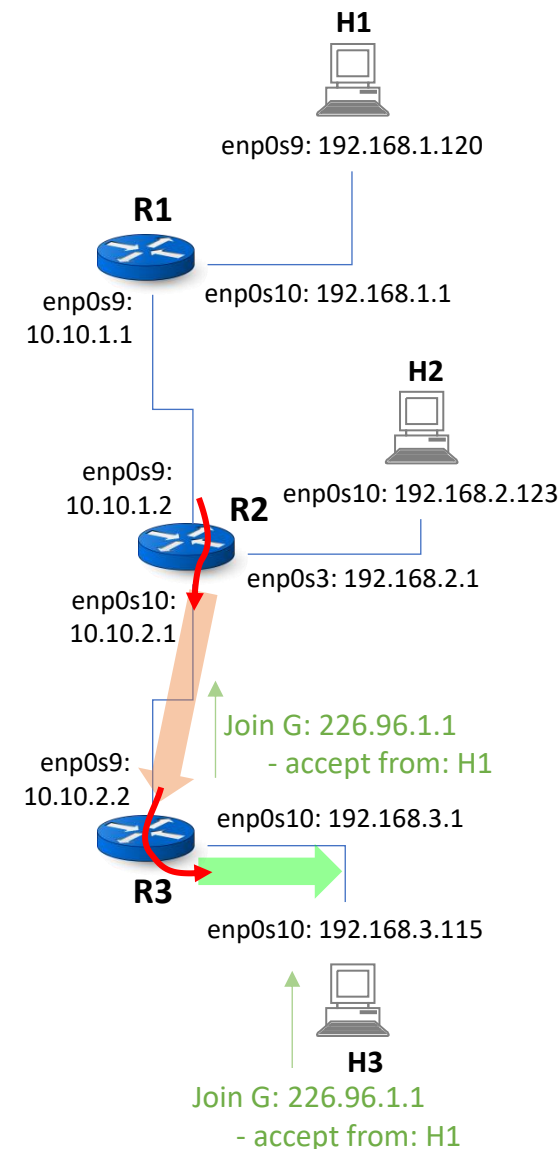 H1
enp0s9: 192.168.1.120
R1
enp0s10: 192.168.1.1
enp0s9:
10.10.1.1
H2
enp0s9:
10.10.1.2
enp0s10: 192.168.2.123
R2
enp0s3: 192.168.2.1
enp0s10:
10.10.2.1
Join G: 226.96.1.1
- accept from: H1
enp0s9:
10.10.2.2
enp0s10: 192.168.3.1
R3
enp0s10: 192.168.3.115
H3
Join G: 226.96.1.1
- accept from: H1